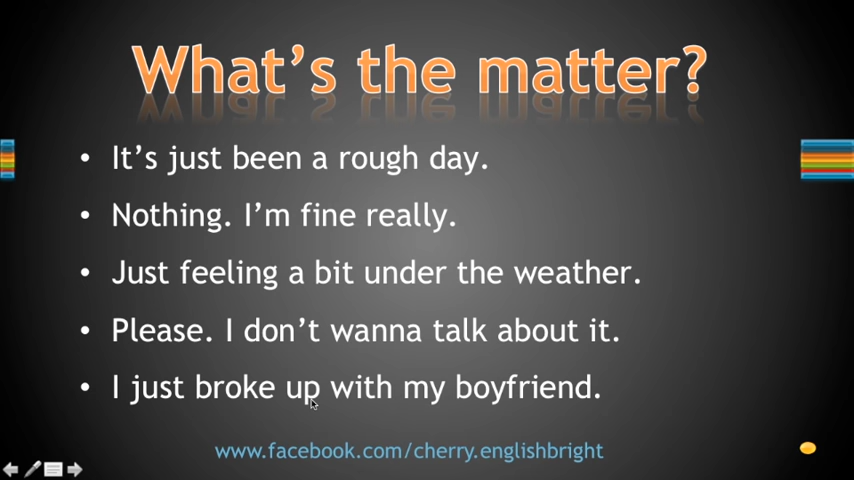 What's the matter?
• It's just been a rough day.
• Nothing. I'm fine really.
• Just feeling a bit under the weather.
• Please. I don't wanna talk about it.
• I just broke up with my boyfriend.
www.facebook.com/cherry.englishbright